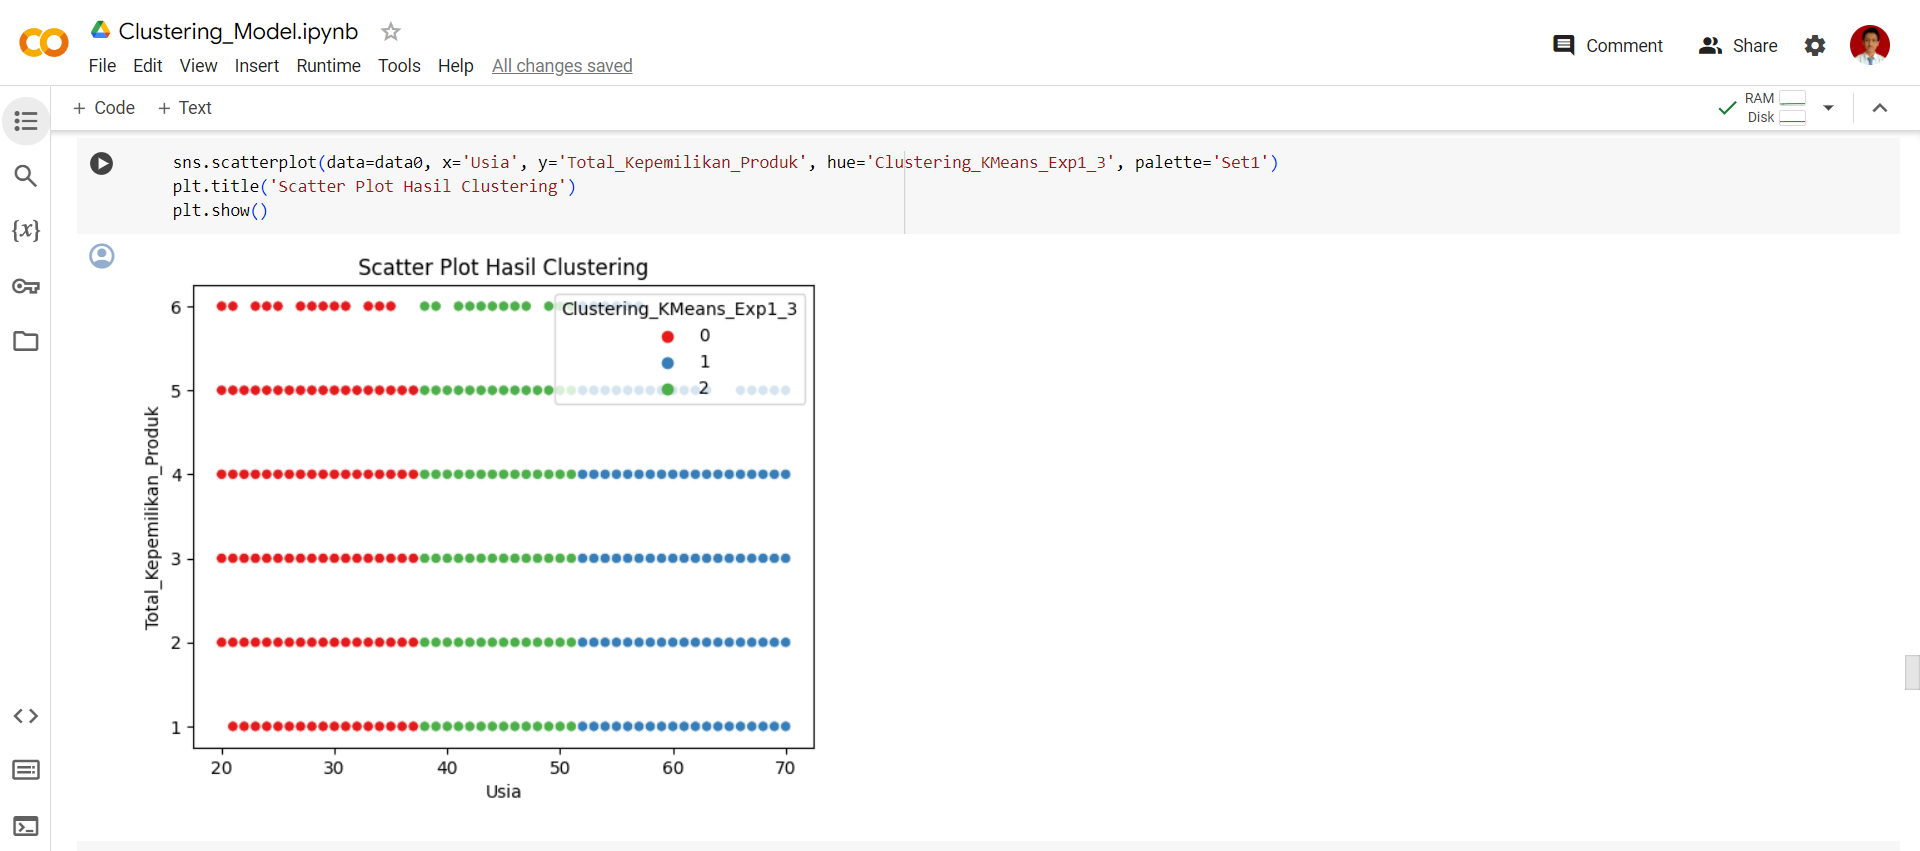 Clustering_Model.ipynb
Comment
Share
File Edit View Insert Runtime Tools Help All changes saved
+ Code + Text
RAM
Disk
{x}
sns.scatterplot(data=data0, x='Usia', y='Total_Kepemilikan_Produk', hue='Clustering_KMeans_Exp1_3', palette='Set1')
plt.title('Scatter Plot Hasil Clustering')
plt.show()
Scatter Plot Hasil Clustering
Clustering_KMeans_Exp1_3
0
1
2
Total_Kepemilikan_Produk
6
5
4
3
2
1
20 30 40 50 60 70
Usia